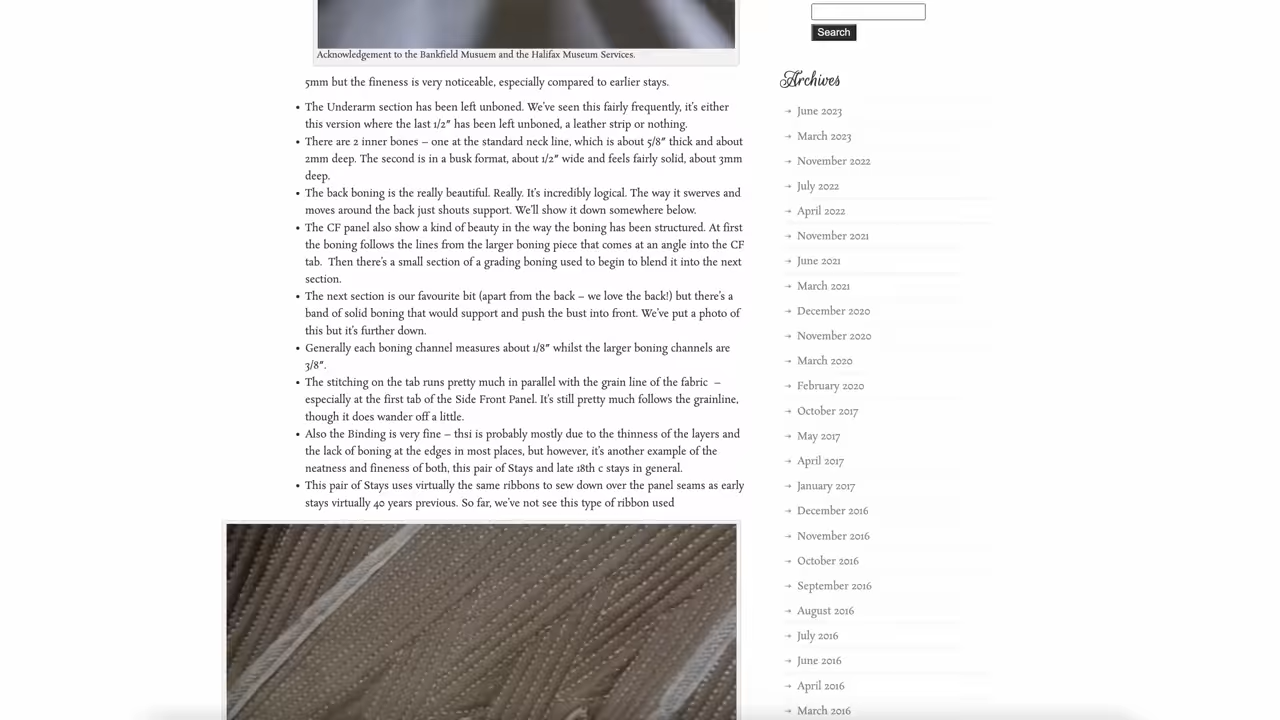 Acknowledgement to the Bankfield Musuem and the Halifax Museum Services.
5mm but the fineness is very noticeable, especially compared to earlier stays.
• The Underarm section has been left unboned. We've seen this fairly frequently, it's either
this version where the last 1/2″ has been left unboned, a leather strip or nothing.
• There are 2 inner bones – one at the standard neck line, which is about 5/8″ thick and about
2mm deep. The second is in a busk format, about 1/2″ wide and feels fairly solid, about 3mm
deep.
• The back boning is the really beautiful. Really. It's incredibly logical. The way it swerves and
moves around the back just shouts support. We'll show it down somewhere below.
• The CF panel also show a kind of beauty in the way the boning has been structured. At first
the boning follows the lines from the larger boning piece that comes at an angle into the CF
tab.  Then there's a small section of a grading boning used to begin to blend it into the next
section.
• The next section is our favourite bit (apart from the back – we love the back!) but there's a
band of solid boning that would support and push the bust into front. We've put a photo of
this but it's further down.
• Generally each boning channel measures about 1/8″ whilst the larger boning channels are
3/8″.
• The stitching on the tab runs pretty much in parallel with the grain line of the fabric  –
especially at the first tab of the Side Front Panel. It's still pretty much follows the grainline,
though it does wander off a little.
• Also the Binding is very fine – thsi is probably mostly due to the thinness of the layers and
the lack of boning at the edges in most places, but however, it's another example of the
neatness and fineness of both, this pair of Stays and late 18th c stays in general.
• This pair of Stays uses virtually the same ribbons to sew down over the panel seams as early
stays virtually 40 years previous. So far, we've not see this type of ribbon used
Search
Archives
→ June 2023
→ March 2023
→ November 2022
→ July 2022
→ April 2022
→ November 2021
→ June 2021
→ March 2021
→ December 2020
→ November 2020
→ March 2020
→ February 2020
→ October 2017
→ May 2017
→ April 2017
→ January 2017
→ December 2016
→ November 2016
→ October 2016
→ September 2016
→ August 2016
→ July 2016
→ June 2016
→ April 2016
→ March 2016